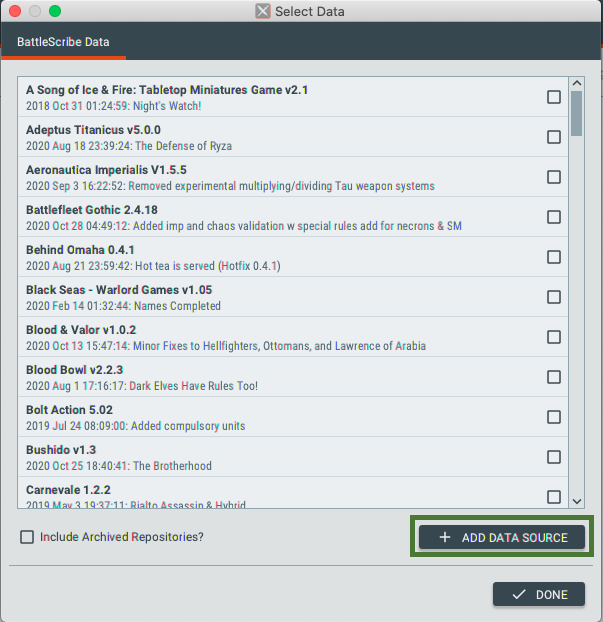 Select Data
BattleScribe Data
A Song of Ice & Fire: Tabletop Miniatures Game v2.1
2018 Oct 31 01:24:59: Night's Watch!
Adeptus Titanicus v5.0.0
2020 Aug 18 23:39:24: The Defense of Ryza
Aeronautica Imperialis V1.5.5
2020 Sep 3 16:22:52: Removed experimental multiplying/dividing Tau weapon systems
Battlefleet Gothic 2.4.18
2020 Oct 28 04:49:12: Added imp and chaos validation w special rules add for necrons & SM
Behind Omaha 0.4.1
2020 Aug 21 23:59:42: Hot tea is served (Hotfix 0.4.1)
Black Seas - Warlord Games v1.05
2020 Feb 14 01:32:44: Names Completed
Blood & Valor v1.0.2
2020 Oct 13 15:47:14: Minor Fixes to Hellfighters, Ottomans, and Lawrence of Arabia
Blood Bowl v2.2.3
2020 Aug 1 17:16:17: Dark Elves Have Rules Too!
Bolt Action 5.02
2019 Jul 24 08:09:00: Added compulsory units
Bushido v1.3
2020 Oct 25 18:40:41: The Brotherhood
Carnevale 1.2.2
2019 May 3 19:37:11: Rialto Assassin & Hybrid
Include Archived Repositories?
+ ADD DATA SOURCE
DONE